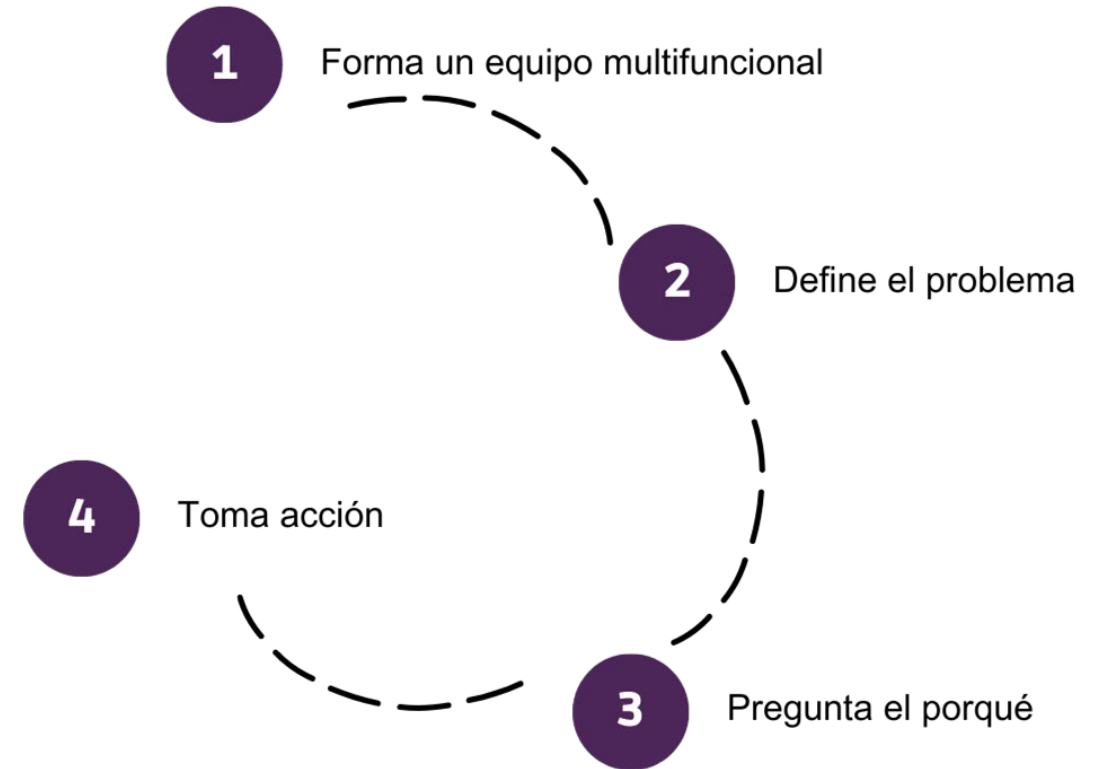 1 Forma un equipo multifuncional
2 Define el problema
3 Pregunta el porqué
4 Toma acción